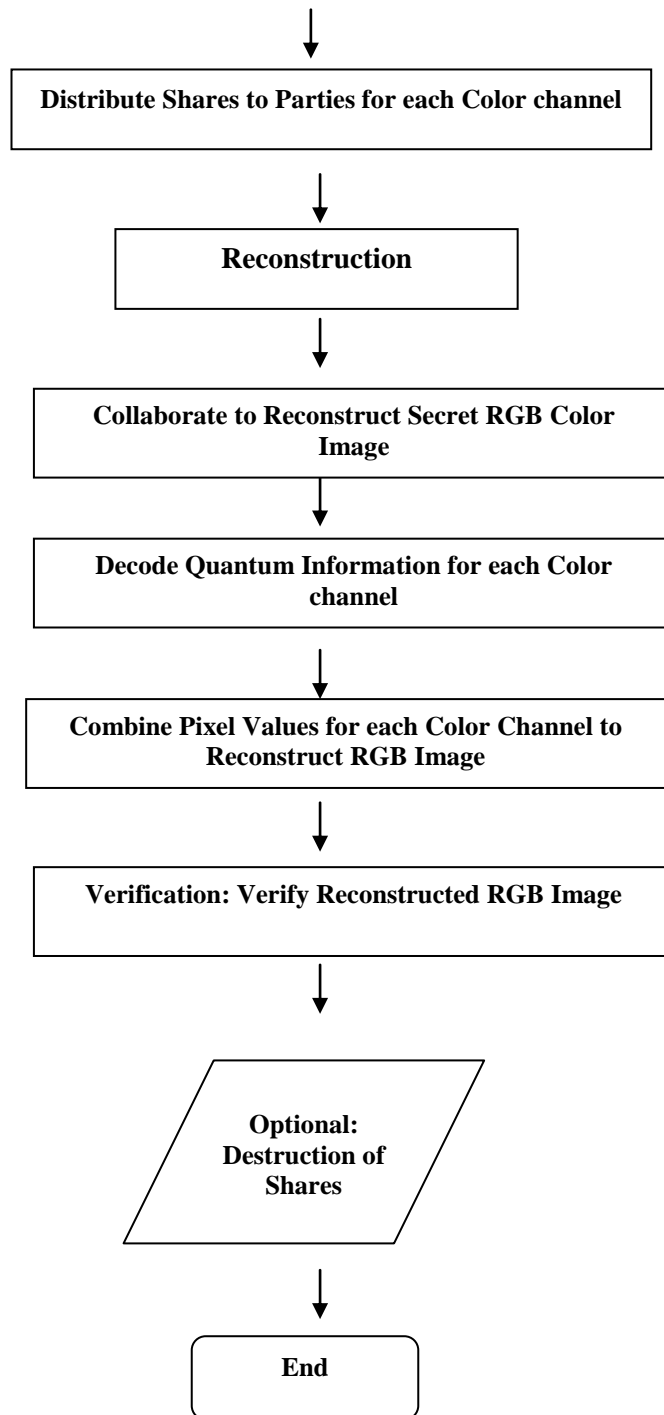 Distribute Shares to Parties for each Color channel
Reconstruction
Collaborate to Reconstruct Secret RGB Color
Image
Decode Quantum Information for each Color
channel
Combine Pixel Values for each Color Channel to
Reconstruct RGB Image
Verification: Verify Reconstructed RGB Image
Optional:
Destruction of
Shares
End